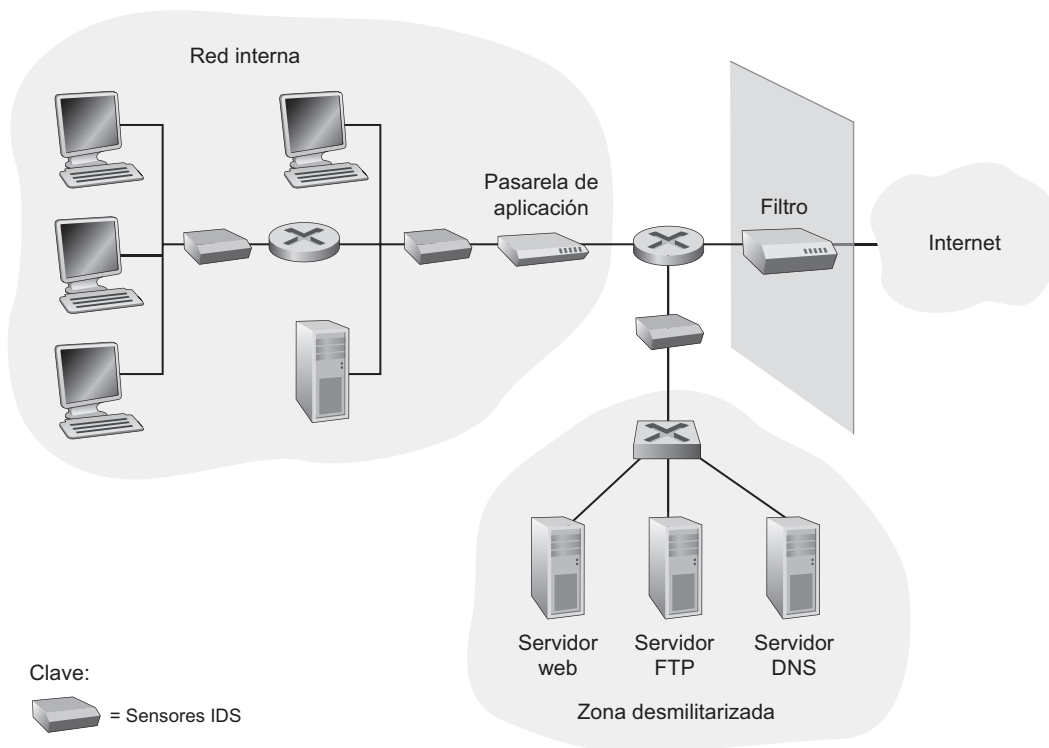 Red interna
Pasarela de
aplicación
Filtro
Internet
Servidor
web
Servidor
FTP
Servidor
DNS
Zona desmilitarizada
Clave:
= Sensores IDS